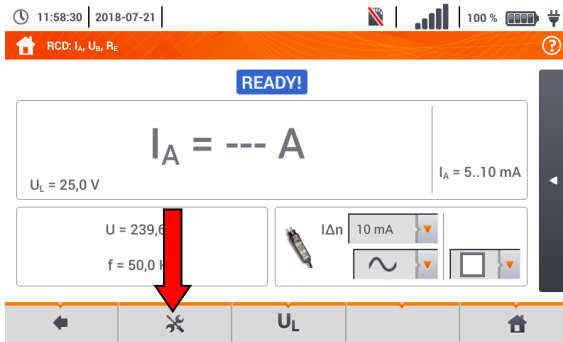 11:58:30 2018-07-21 100 %
RCD: IA, UB, RE ?
READY!
IA = --- A
UL = 25,0 V
IA = 5..10 mA
U = 239,6
f = 50,0
IΔn 10 mA
UL